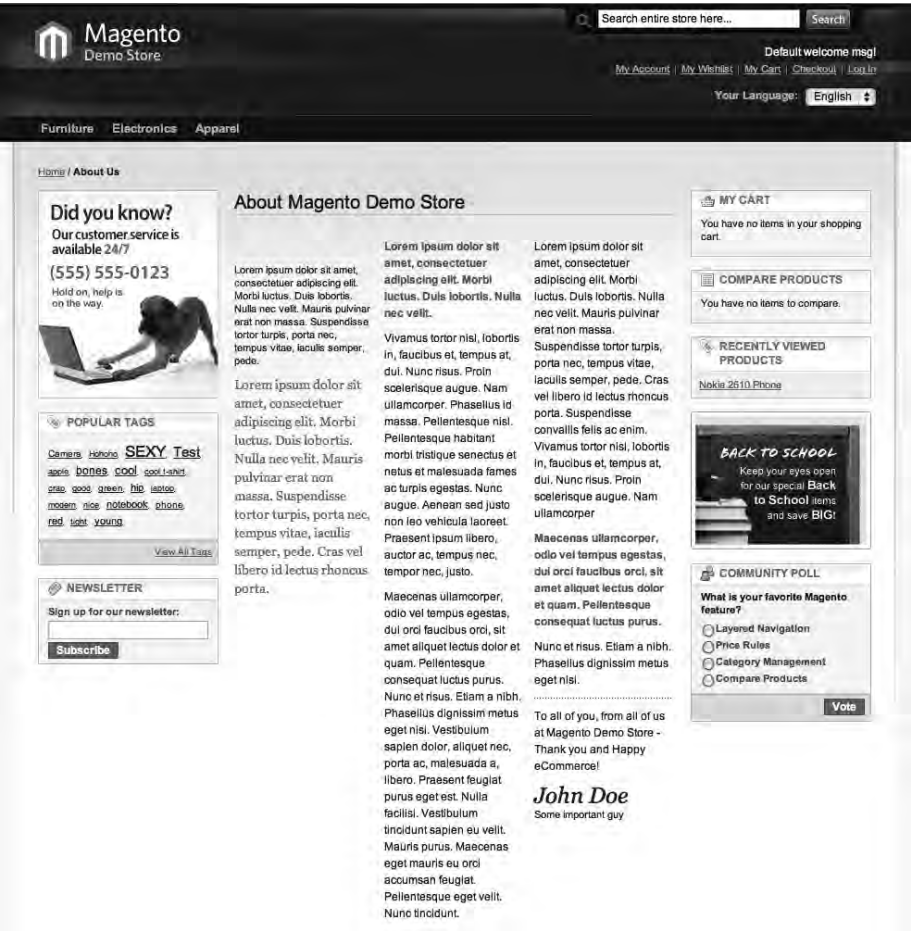 Magento
Demo Store
Search entire store here...
Search
Default welcome msg!
My Account | My Wishlist | My Cart | Checkout | Log In
Your Language: English
Furniture Electronics Apparel
Home / About Us
Did you know?
Our customer service is
available 24/7
(555) 555-0123
Hold on, help is
on the way.
POPULAR TAGS
Camera Hohoho SEXY Test
apple bones cool cool t-shirt
crap good green hip laptop
modern nice notebook phone
red tight young
View All Tags
NEWSLETTER
Sign up for our newsletter:
Subscribe
About Magento Demo Store
Lorem ipsum dolor sit amet,
consectetuer adipiscing elit.
Morbi luctus. Duis lobortis.
Nulla nec velit. Mauris pulvinar
erat non massa. Suspendisse
tortor turpis, porta nec,
tempus vitae, iaculis semper,
pede.
Lorem ipsum dolor sit
amet, consectetuer
adipiscing elit. Morbi
luctus. Duis lobortis.
Nulla nec velit. Mauris
pulvinar erat non
massa. Suspendisse
tortor turpis, porta nec,
tempus vitae, iaculis
semper, pede. Cras vel
libero id lectus rhoncus
porta.
Lorem ipsum dolor sit
amet, consectetuer
adipiscing elit. Morbi
luctus. Duis lobortis. Nulla
nec velit.
Vivamus tortor nisl, lobortis
in, faucibus et, tempus at,
dui. Nunc risus. Proin
scelerisque augue. Nam
ullamcorper. Phasellus id
massa. Pellentesque nisl.
Pellentesque habitant
morbi tristique senectus et
netus et malesuada fames
ac turpis egestas. Nunc
augue. Aenean sed justo
non leo vehicula laoreet.
Praesent ipsum libero,
auctor ac, tempus nec,
tempor nec, justo.
Maecenas ullamcorper,
odio vel tempus egestas,
dui orci faucibus orci, sit
amet aliquet lectus dolor et
quam. Pellentesque
consequat luctus purus.
Nunc et risus. Etiam a nibh.
Phasellus dignissim metus
eget nisi. Vestibulum
sapien dolor, aliquet nec,
porta ac, malesuada a,
libero. Praesent feugiat
purus eget est. Nulla
facilisi. Vestibulum
tincidunt sapien eu velit.
Mauris purus. Maecenas
eget mauris eu orci
accumsan feugiat.
Pellentesque eget velit.
Nunc tincidunt.
Lorem ipsum dolor sit
amet, consectetuer
adipiscing elit. Morbi
luctus. Duis lobortis. Nulla
nec velit. Mauris pulvinar
erat non massa.
Suspendisse tortor turpis,
porta nec, tempus vitae,
iaculis semper, pede. Cras
vel libero id lectus rhoncus
porta. Suspendisse
convallis felis ac enim.
Vivamus tortor nisl, lobortis
in, faucibus et, tempus at,
dui. Nunc risus. Proin
scelerisque augue. Nam
ullamcorper
Maecenas ullamcorper,
odio vel tempus egestas,
dui orci faucibus orci, sit
amet aliquet lectus dolor
et quam. Pellentesque
consequat luctus purus.
Nunc et risus. Etiam a nibh.
Phasellus dignissim metus
eget nisi.
To all of you, from all of us
at Magento Demo Store -
Thank you and Happy
eCommerce!
John Doe
Some important guy
MY CART
You have no items in your shopping
cart.
COMPARE PRODUCTS
You have no items to compare.
RECENTLY VIEWED
PRODUCTS
Nokia 2610 Phone
BACK TO SCHOOL
Keep your eyes open
for our special Back
to School items
and save BIG!
COMMUNITY POLL
What is your favorite Magento
feature?
Layered Navigation
Price Rules
Category Management
Compare Products
Vote